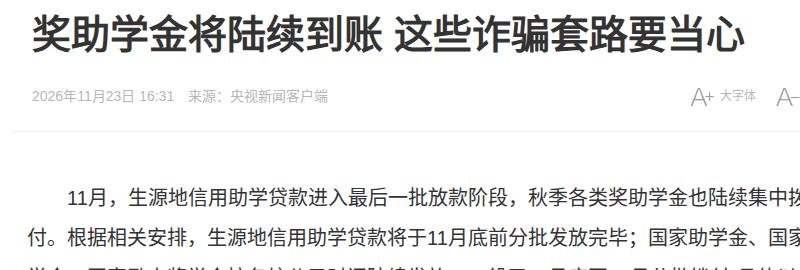 奖助学金将陆续到账 这些诈骗套路要当心
2026年11月23日 16:31 来源：央视新闻客户端 A+ 大字体 A-
11月，生源地信用助学贷款进入最后一批放款阶段，秋季各类奖助学金也陆续集中拨
付。根据相关安排，生源地信用助学贷款将于11月底前分批发放完毕；国家助学金、国家